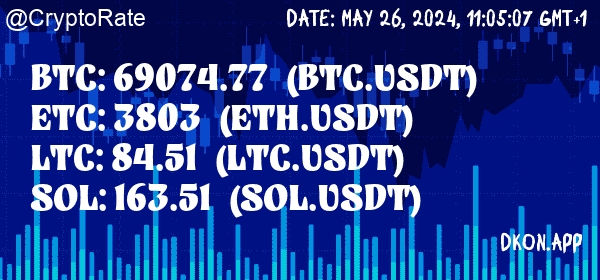 @CryptoRate
DATE: MAY 26, 2024, 11:05:07 GMT+1
BTC: 69074.77 (BTC.USDT)
ETC: 3803 (ETH.USDT)
LTC: 84.51 (LTC.USDT)
SOL: 163.51 (SOL.USDT)
DKON.APP